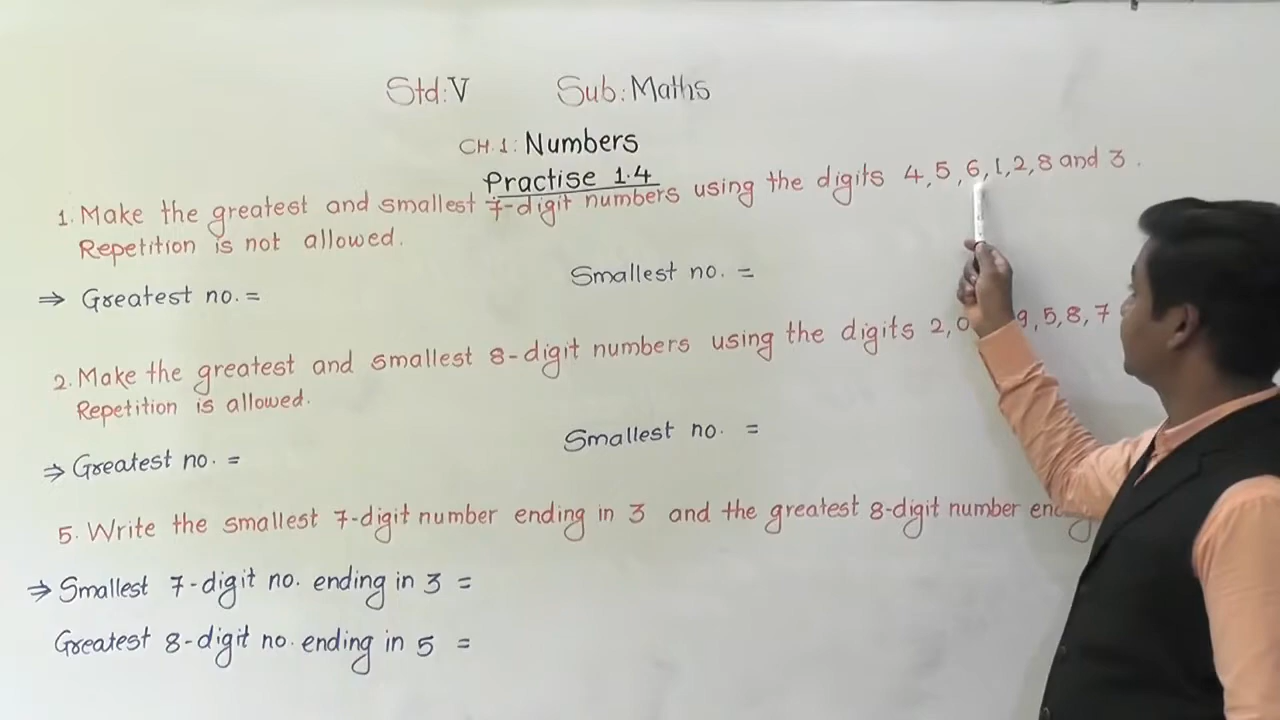 Std:V Sub:Maths
CH.1: Numbers
Practise 1.4
1. Make the greatest and smallest 7-digit numbers using the digits 4,5,6,1,2,8 and 3.
Repetition is not allowed.
⇒ Greatest no. = Smallest no. =
2. Make the greatest and smallest 8-digit numbers using the digits 2,0 9,5,8,7
Repetition is allowed.
⇒ Greatest no. = Smallest no. =
5. Write the smallest 7-digit number ending in 3 and the greatest 8-digit number
⇒ Smallest 7-digit no. ending in 3 =
Greatest 8-digit no. ending in 5 =